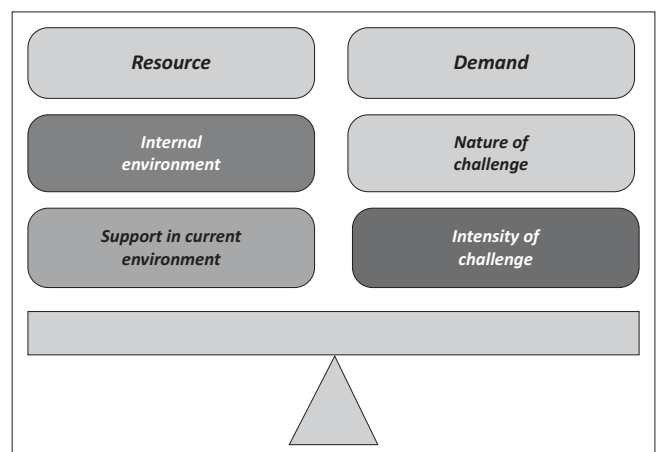 Resource
Demand
Internal
environment
Nature of
challenge
Support in current
environment
Intensity of
challenge